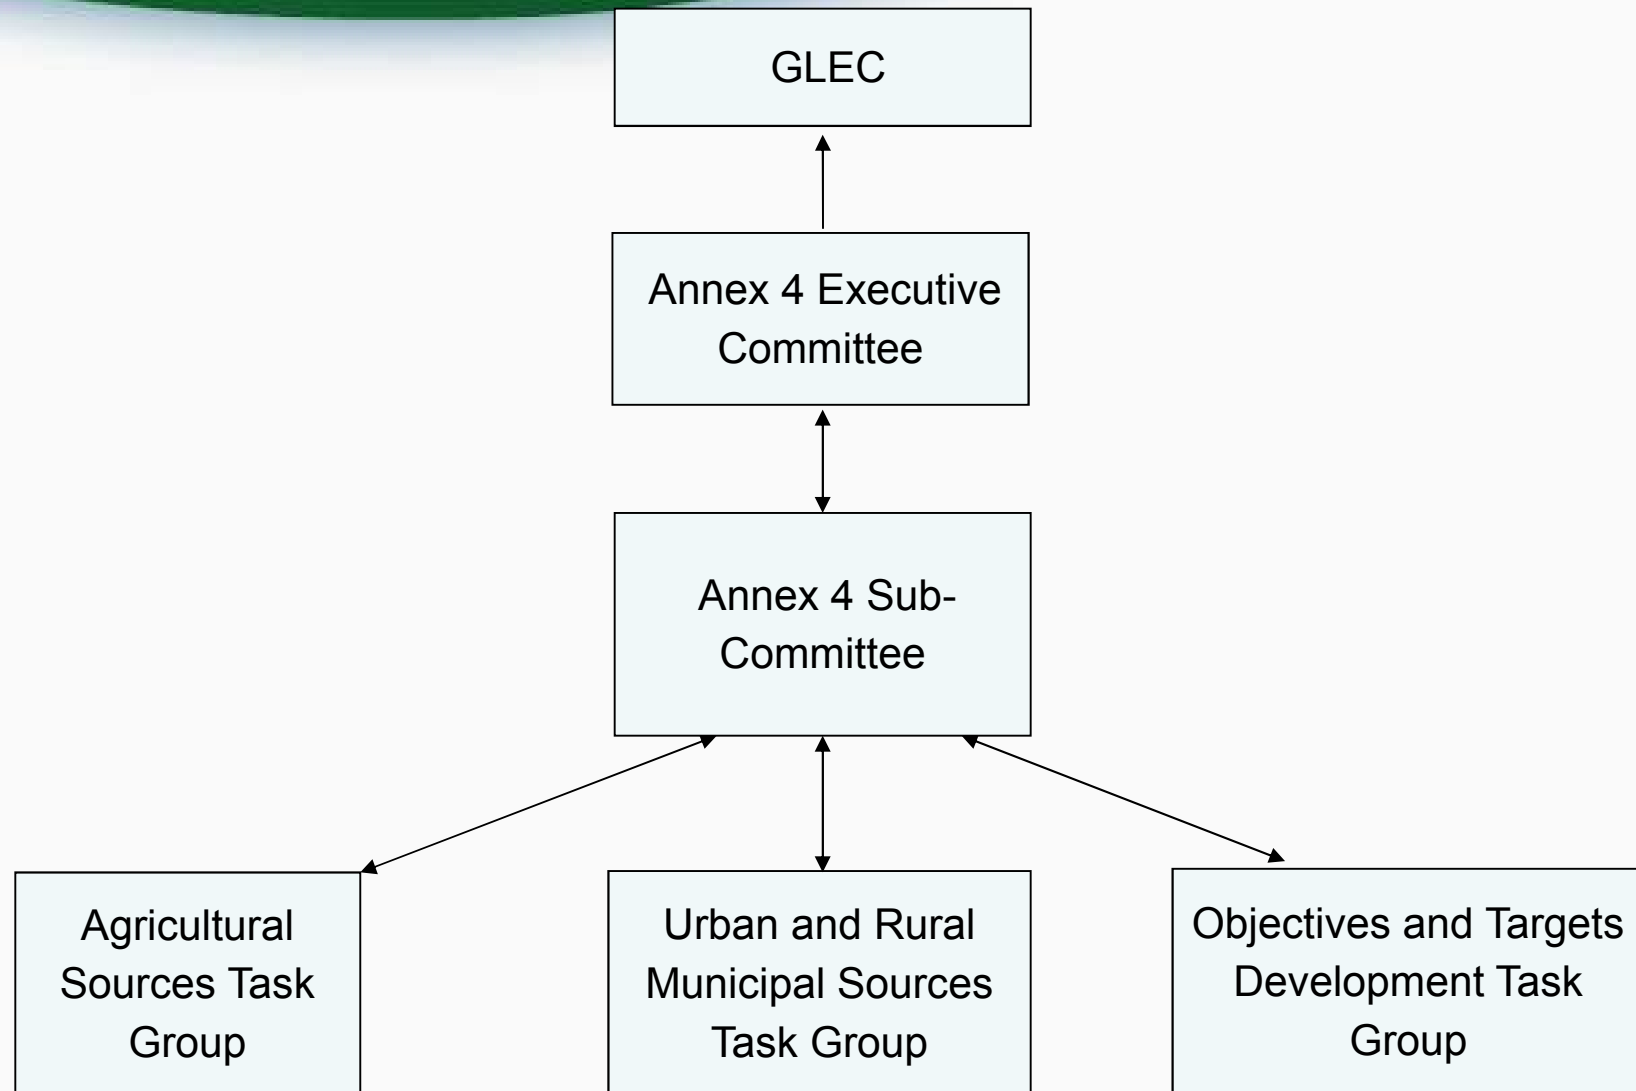 GLEC
Annex 4 Executive
Committee
Annex 4 Sub-
Committee
Agricultural
Sources Task
Group
Urban and Rural
Municipal Sources
Task Group
Objectives and Targets
Development Task
Group